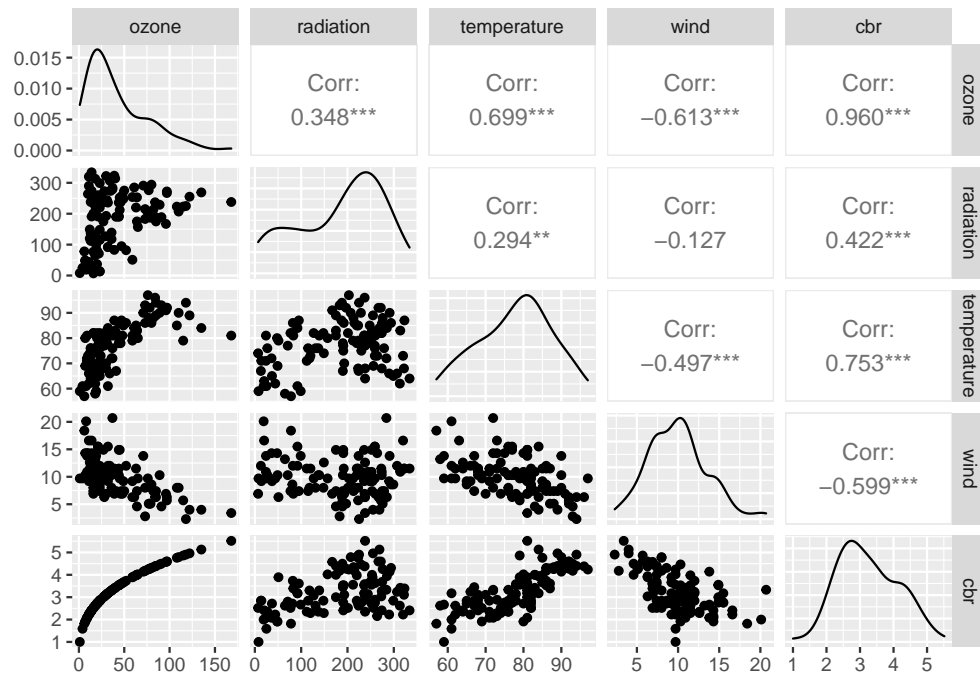 ozone
radiation
temperature
wind
cbr
0.015
0.010
0.005
0.000
Corr:
0.348***
Corr:
0.699***
Corr:
−0.613***
Corr:
0.960***
ozone
300
200
100
0
Corr:
0.294**
Corr:
−0.127
Corr:
0.422***
radiation
90
80
70
60
Corr:
−0.497***
Corr:
0.753***
temperature
20
15
10
5
Corr:
−0.599***
wind
5
4
3
2
1
cbr
0 50 100 150
0 100 200 300
60 70 80 90
5 10 15 20
1 2 3 4 5